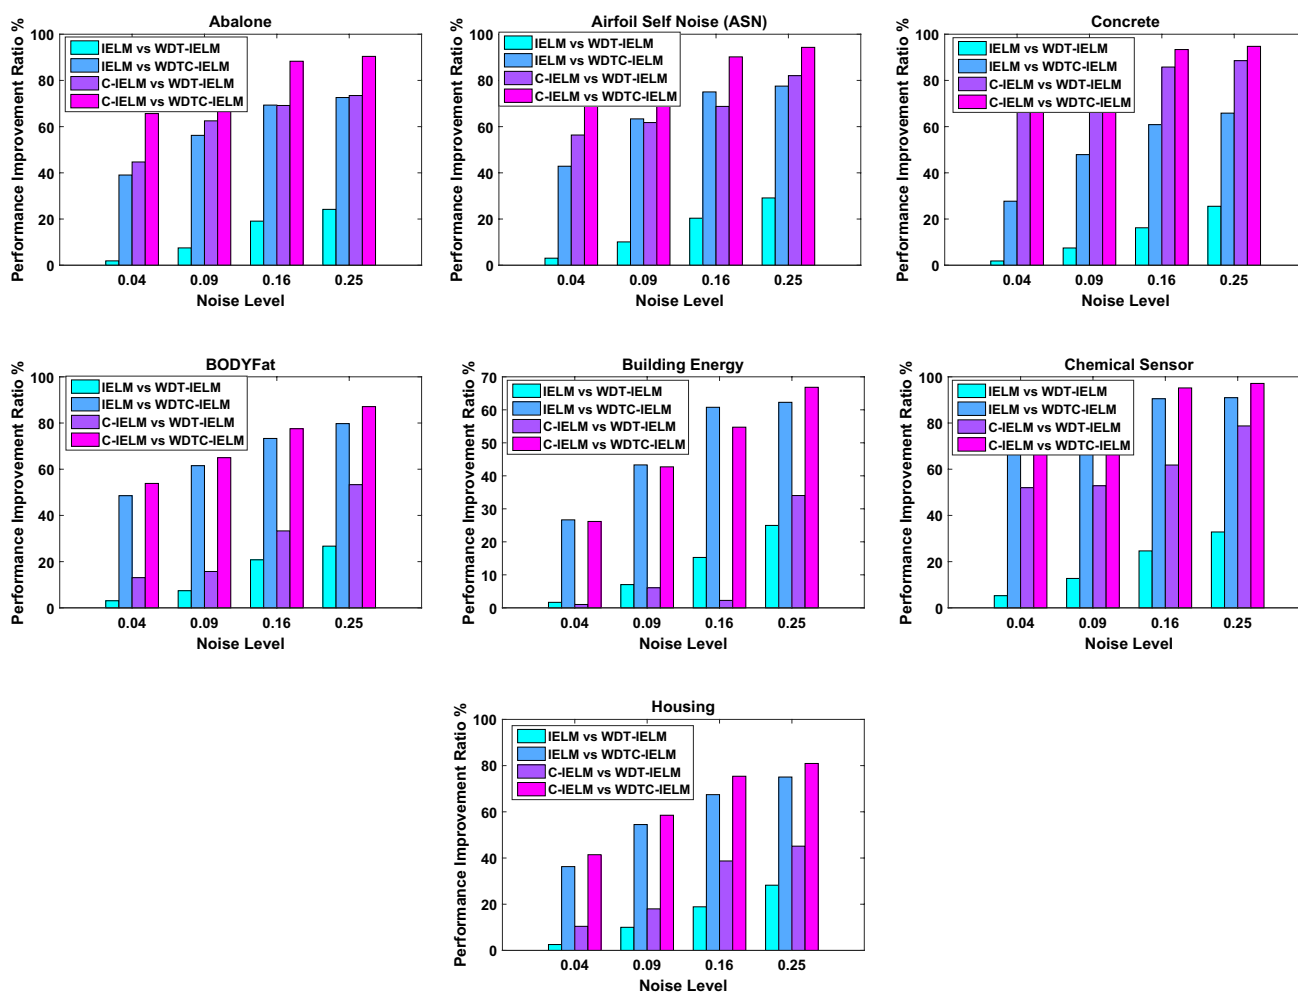 Abalone
Performance Improvement Ratio %
100
80
60
40
20
0
IELM vs WDT-IELM
IELM vs WDTC-IELM
C-IELM vs WDT-IELM
C-IELM vs WDTC-IELM
0.04 0.09 0.16 0.25
Noise Level
Airfoil Self Noise (ASN)
Performance Improvement Ratio %
100
80
60
40
20
0
IELM vs WDT-IELM
IELM vs WDTC-IELM
C-IELM vs WDT-IELM
C-IELM vs WDTC-IELM
0.04 0.09 0.16 0.25
Noise Level
Concrete
Performance Improvement Ratio %
100
80
60
40
20
0
IELM vs WDT-IELM
IELM vs WDTC-IELM
C-IELM vs WDT-IELM
C-IELM vs WDTC-IELM
0.04 0.09 0.16 0.25
Noise Level
BODYFat
Performance Improvement Ratio %
100
80
60
40
20
0
IELM vs WDT-IELM
IELM vs WDTC-IELM
C-IELM vs WDT-IELM
C-IELM vs WDTC-IELM
0.04 0.09 0.16 0.25
Noise Level
Building Energy
Performance Improvement Ratio %
70
60
50
40
30
20
10
0
IELM vs WDT-IELM
IELM vs WDTC-IELM
C-IELM vs WDT-IELM
C-IELM vs WDTC-IELM
0.04 0.09 0.16 0.25
Noise Level
Chemical Sensor
Performance Improvement Ratio %
100
80
60
40
20
0
IELM vs WDT-IELM
IELM vs WDTC-IELM
C-IELM vs WDT-IELM
C-IELM vs WDTC-IELM
0.04 0.09 0.16 0.25
Noise Level
Housing
Performance Improvement Ratio %
100
80
60
40
20
0
IELM vs WDT-IELM
IELM vs WDTC-IELM
C-IELM vs WDT-IELM
C-IELM vs WDTC-IELM
0.04 0.09 0.16 0.25
Noise Level